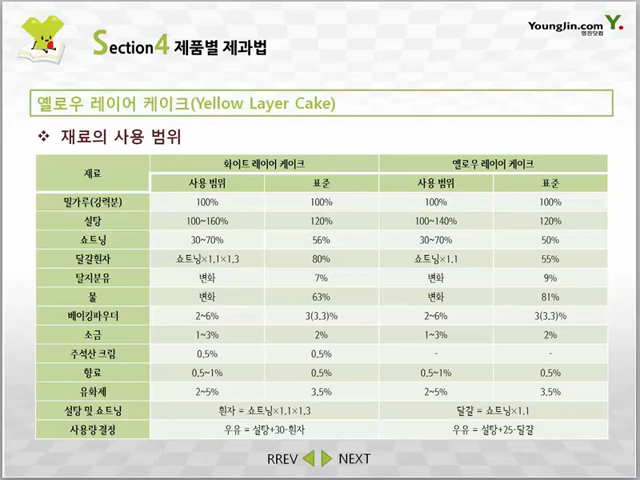 YoungJin.com Y.
영진닷컴
Section4 제품별 제과법
옐로우 레이어 케이크(Yellow Layer Cake)
❖ 재료의 사용 범위
재료 화이트 레이어 케이크 옐로우 레이어 케이크
사용 범위 표준 사용 범위 표준
밀가루(강력분) 100% 100% 100% 100%
설탕 100~160% 120% 100~140% 120%
쇼트닝 30~70% 56% 30~70% 50%
달걀흰자 쇼트닝×1.1×1.3 80% 쇼트닝×1.1 55%
탈지분유 변화 7% 변화 9%
물 변화 63% 변화 81%
베이킹파우더 2~6% 3(3.3)% 2~6% 3(3.3)%
소금 1~3% 2% 1~3% 2%
주석산 크림 0.5% 0.5% - -
향료 0.5~1% 0.5% 0.5~1% 0.5%
유화제 2~5% 3.5% 2~5% 3.5%
설탕 및 쇼트닝 흰자 = 쇼트닝×1.1×1.3 달걀 = 쇼트닝×1.1
사용량 결정 우유 = 설탕+30-흰자 우유 = 설탕+25-달걀
RREV NEXT